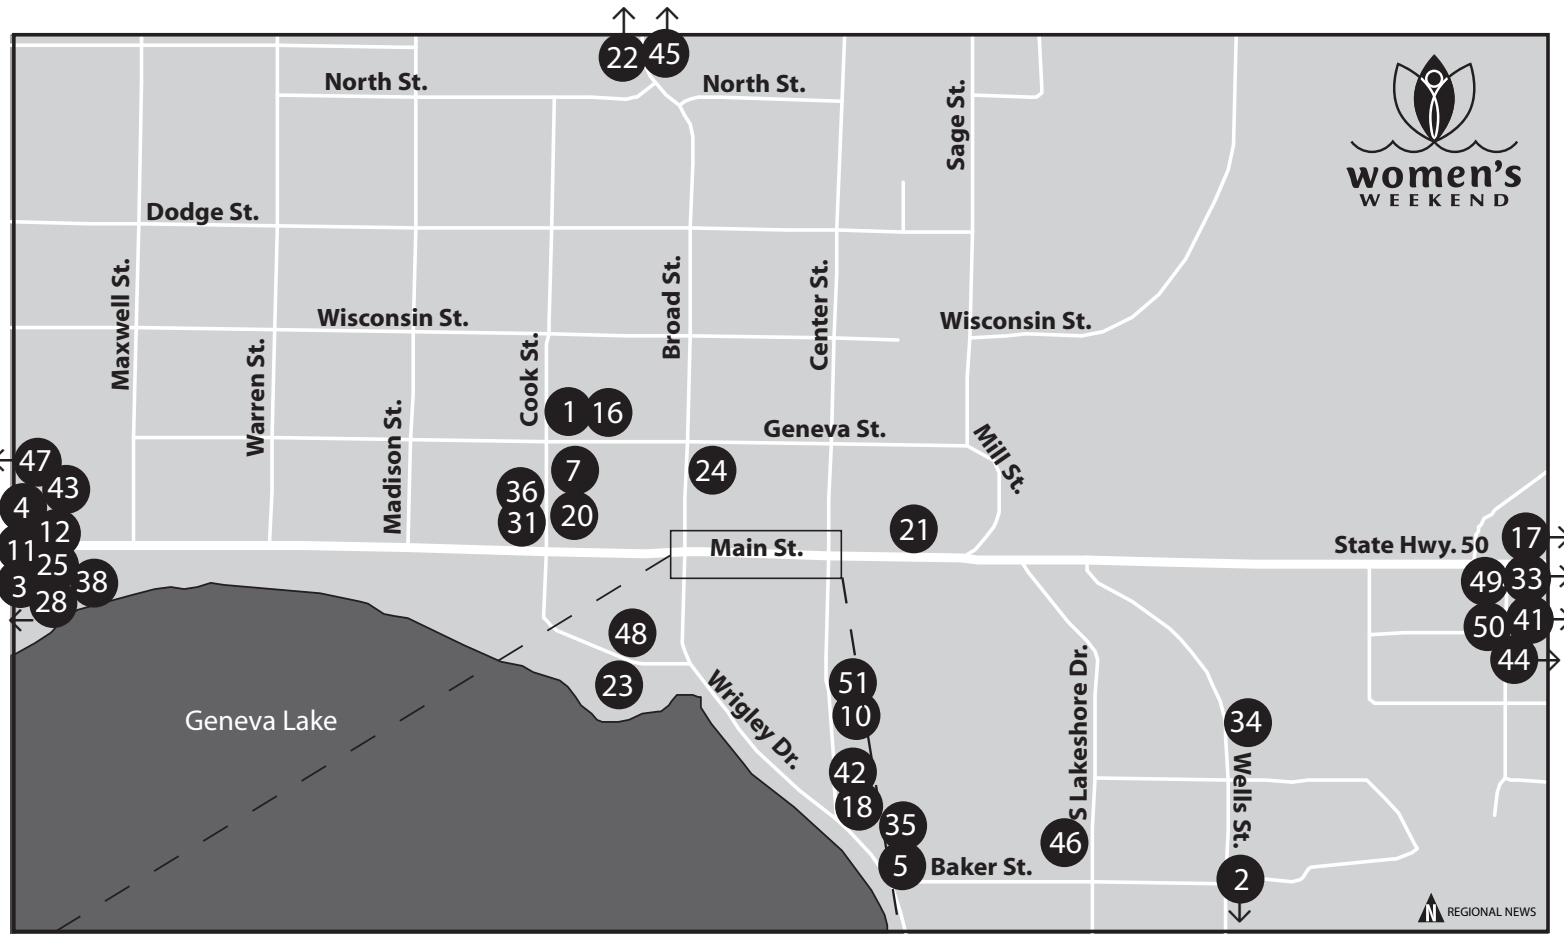 22 45
North St.
North St.
Sage St.
women's
WEEKEND
Dodge St.
Maxwell St.
Broad St.
Center St.
Wisconsin St.
Wisconsin St.
Warren St.
Cook St.
Madison St.
1 16
Geneva St.
Mill St.
47
43
4
12
11
25
3
38
28
7
36
31
20
24
21
Main St.
State Hwy. 50
17
49
33
50
41
44
48
23
Geneva Lake
Wrigley Dr.
51
10
42
18
35
5
Baker St.
S Lakeshore Dr.
46
34
Wells St.
2
N REGIONAL NEWS